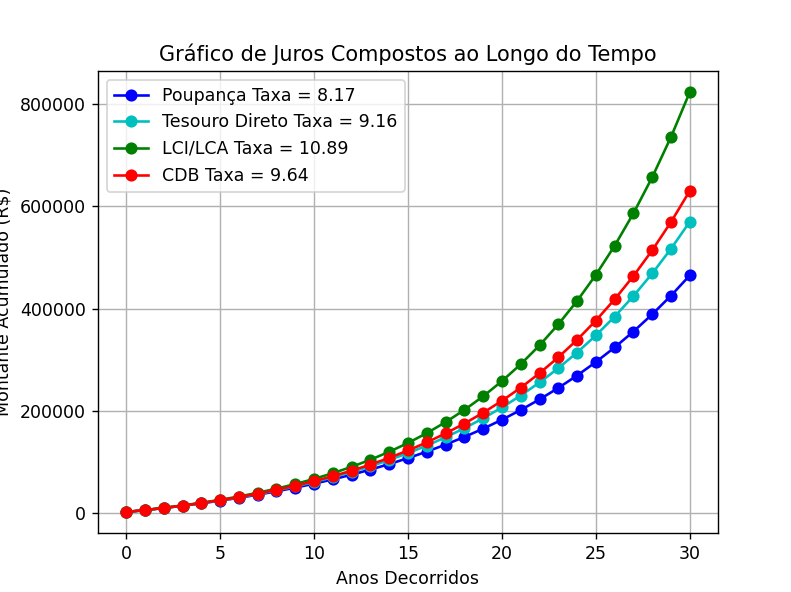 Gráfico de Juros Compostos ao Longo do Tempo
Poupança Taxa = 8.17
Tesouro Direto Taxa = 9.16
LCI/LCA Taxa = 10.89
CDB Taxa = 9.64
Montante Acumulado (R$)
800000
600000
400000
200000
0
0 5 10 15 20 25 30
Anos Decorridos